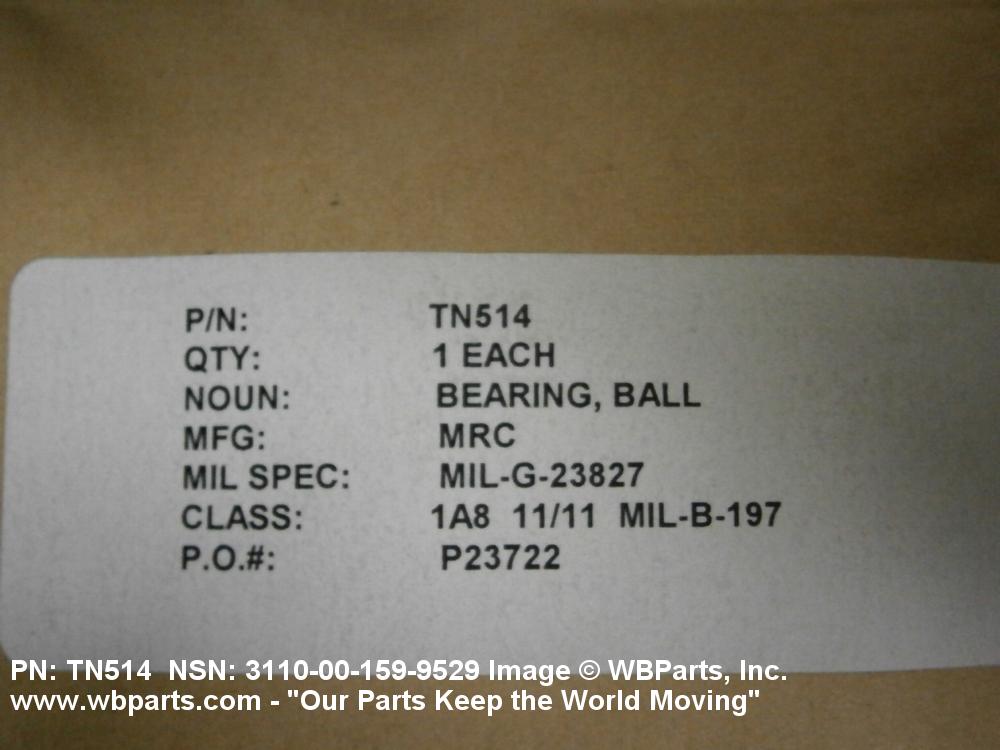 P/N: TN514
QTY: 1 EACH
NOUN: BEARING, BALL
MFG: MRC
MIL SPEC: MIL-G-23827
CLASS: 1A8 11/11 MIL-B-197
P.O.#: P23722
PN: TN514 NSN: 3110-00-159-9529 Image © WBParts, Inc.
www.wbparts.com - "Our Parts Keep the World Moving"